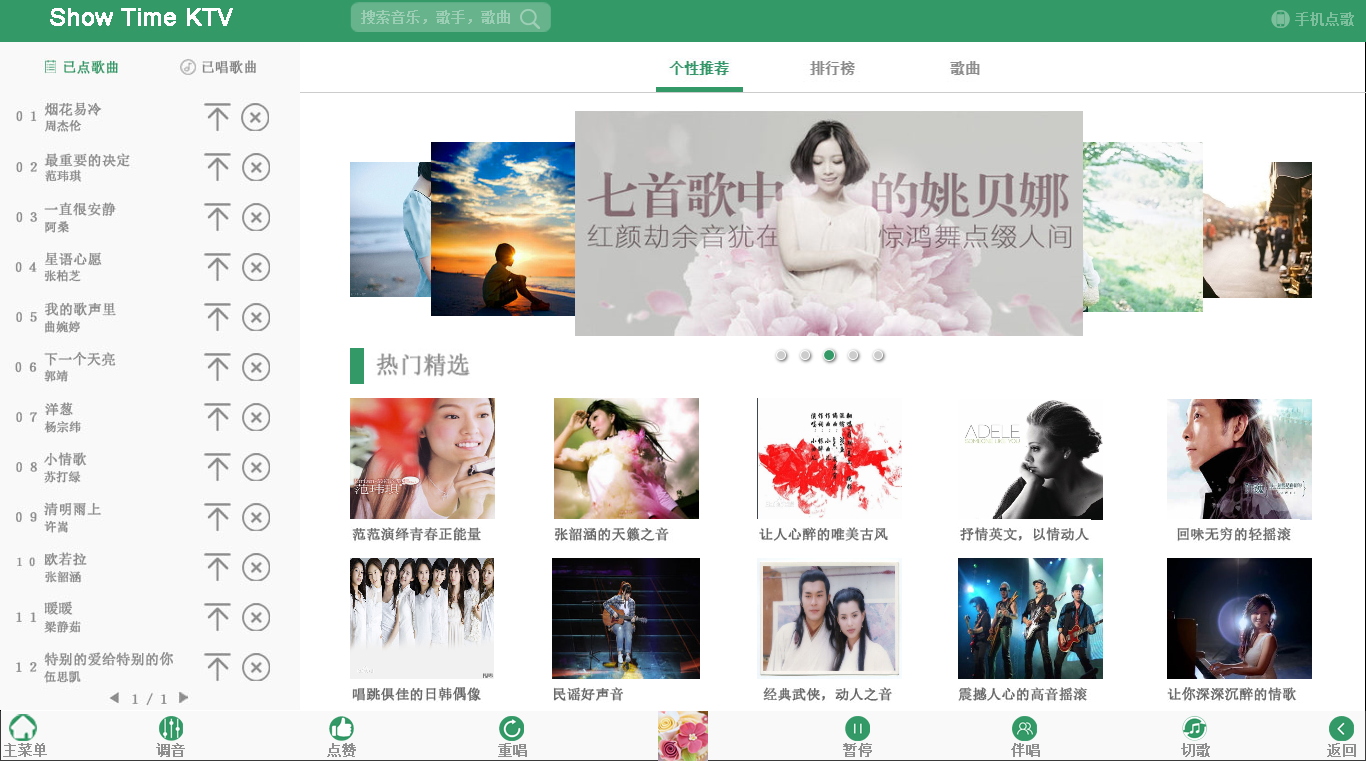 Show Time KTV
搜索音乐，歌手，歌曲
手机点歌
已点歌曲
已唱歌曲
个性推荐
排行榜
歌曲
01 烟花易冷
周杰伦
02 最重要的决定
范玮琪
03 一直很安静
阿桑
04 星语心愿
张柏芝
05 我的歌声里
曲婉婷
06 下一个天亮
郭靖
07 洋葱
杨宗纬
08 小情歌
苏打绿
09 清明雨上
许嵩
10 欧若拉
张韶涵
11 暖暖
梁静茹
12 特别的爱给特别的你
伍思凯
1 / 1
七首歌中的姚贝娜
红颜劫余音犹在 惊鸿舞点缀人间
热门精选
范玮琪
ADELE
SOMEONE LIKE YOU
范范演绎青春正能量
张韶涵的天籁之音
让人心醉的唯美古风
抒情英文，以情动人
回味无穷的轻摇滚
唱跳俱佳的日韩偶像
民谣好声音
经典武侠，动人之音
震撼人心的高音摇滚
让你深深沉醉的情歌
主菜单
调音
点赞
重唱
暂停
伴唱
切歌
返回